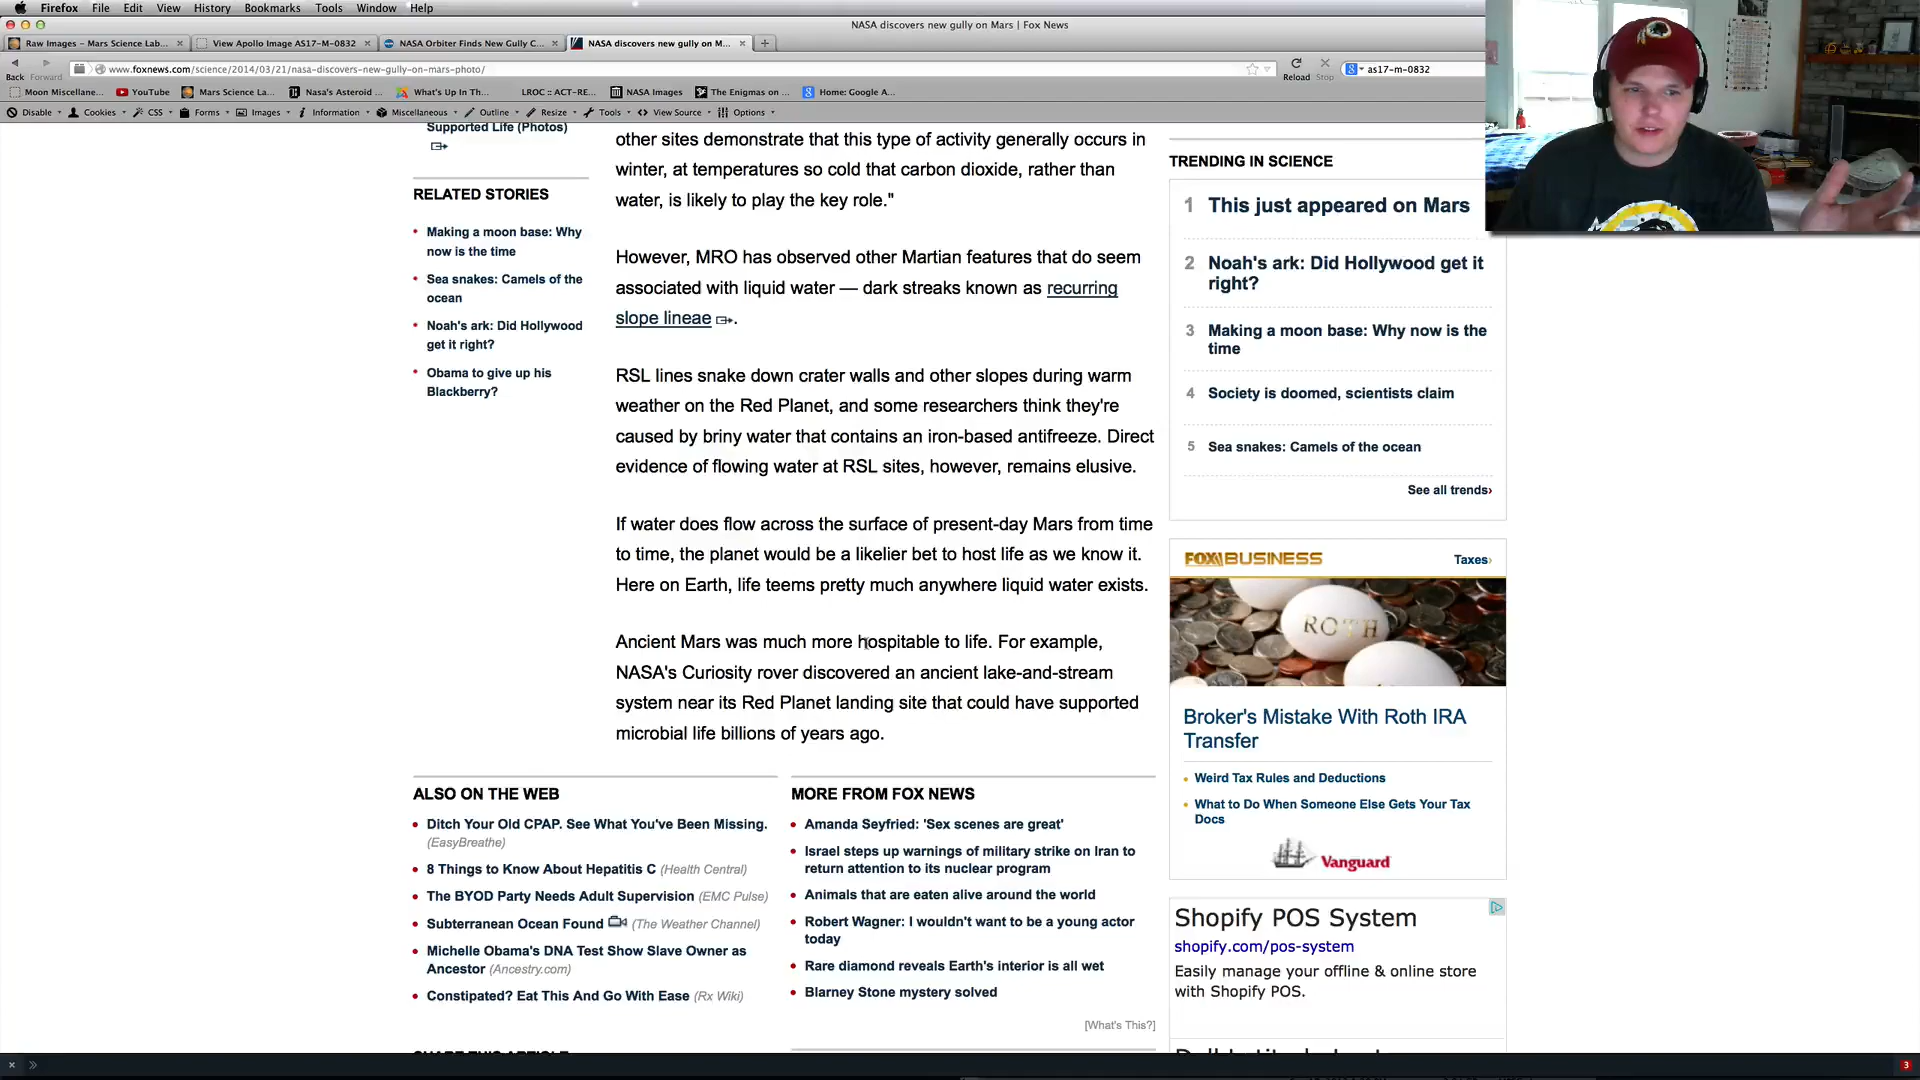 Firefox File Edit View History Bookmarks Tools Window Help
NASA discovers new gully on Mars | Fox News
Raw Images - Mars Science Lab... View Apollo Image AS17-M-0832 NASA Orbiter Finds New Gully C... NASA discovers new gully on M...
www.foxnews.com/science/2014/03/21/nasa-discovers-new-gully-on-mars-photo/
as17-m-0832
Back Forward Reload Stop
Moon Miscellane... YouTube Mars Science La... Nasa's Asteroid ... What's Up In Th... LROC :: ACT-RE... NASA Images The Enigmas on ... Home: Google A...
Disable Cookies CSS Forms Images Information Miscellaneous Outline Resize Tools View Source Options
Supported Life (Photos)
RELATED STORIES
Making a moon base: Why
now is the time
Sea snakes: Camels of the
ocean
Noah's ark: Did Hollywood
get it right?
Obama to give up his
Blackberry?
other sites demonstrate that this type of activity generally occurs in
winter, at temperatures so cold that carbon dioxide, rather than
water, is likely to play the key role."
However, MRO has observed other Martian features that do seem
associated with liquid water — dark streaks known as recurring
slope lineae.
RSL lines snake down crater walls and other slopes during warm
weather on the Red Planet, and some researchers think they're
caused by briny water that contains an iron-based antifreeze. Direct
evidence of flowing water at RSL sites, however, remains elusive.
If water does flow across the surface of present-day Mars from time
to time, the planet would be a likelier bet to host life as we know it.
Here on Earth, life teems pretty much anywhere liquid water exists.
Ancient Mars was much more hospitable to life. For example,
NASA's Curiosity rover discovered an ancient lake-and-stream
system near its Red Planet landing site that could have supported
microbial life billions of years ago.
TRENDING IN SCIENCE
1 This just appeared on Mars
2 Noah's ark: Did Hollywood get it
right?
3 Making a moon base: Why now is the
time
4 Society is doomed, scientists claim
5 Sea snakes: Camels of the ocean
See all trends›
FOX BUSINESS Taxes›
ROTH
Broker's Mistake With Roth IRA
Transfer
Weird Tax Rules and Deductions
What to Do When Someone Else Gets Your Tax
Docs
Vanguard
Shopify POS System
shopify.com/pos-system
Easily manage your offline & online store
with Shopify POS.
ALSO ON THE WEB
Ditch Your Old CPAP. See What You've Been Missing.
(EasyBreathe)
8 Things to Know About Hepatitis C (Health Central)
The BYOD Party Needs Adult Supervision (EMC Pulse)
Subterranean Ocean Found (The Weather Channel)
Michelle Obama's DNA Test Show Slave Owner as
Ancestor (Ancestry.com)
Constipated? Eat This And Go With Ease (Rx Wiki)
MORE FROM FOX NEWS
Amanda Seyfried: 'Sex scenes are great'
Israel steps up warnings of military strike on Iran to
return attention to its nuclear program
Animals that are eaten alive around the world
Robert Wagner: I wouldn't want to be a young actor
today
Rare diamond reveals Earth's interior is all wet
Blarney Stone mystery solved
[What's This?]
SHARE THIS ARTICLE
3